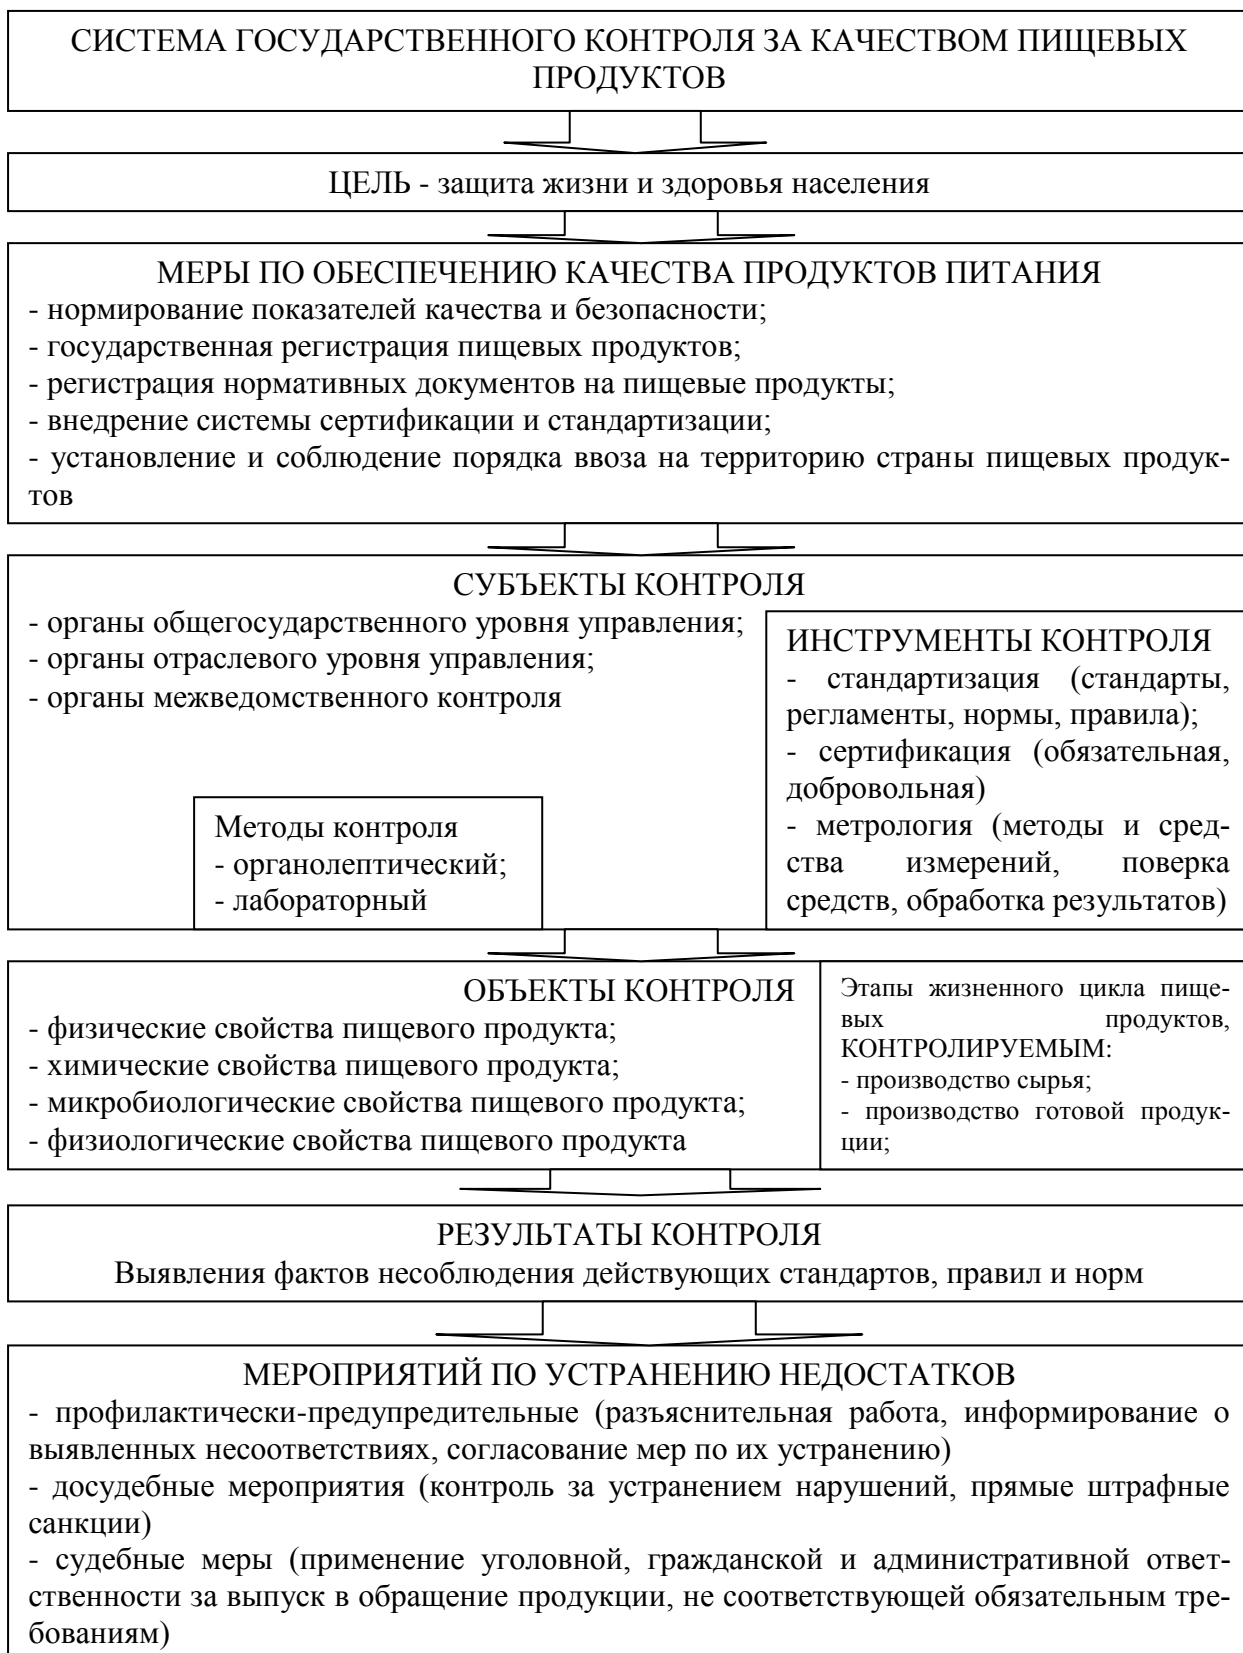 СИСТЕМА ГОСУДАРСТВЕННОГО КОНТРОЛЯ ЗА КАЧЕСТВОМ ПИЩЕВЫХ
ПРОДУКТОВ
ЦЕЛЬ - защита жизни и здоровья населения
МЕРЫ ПО ОБЕСПЕЧЕНИЮ КАЧЕСТВА ПРОДУКТОВ ПИТАНИЯ
- нормирование показателей качества и безопасности;
- государственная регистрация пищевых продуктов;
- регистрация нормативных документов на пищевые продукты;
- внедрение системы сертификации и стандартизации;
- установление и соблюдение порядка ввоза на территорию страны пищевых продук-
тов
СУБЪЕКТЫ КОНТРОЛЯ
- органы общегосударственного уровня управления;
- органы отраслевого уровня управления;
- органы межведомственного контроля
Методы контроля
- органолептический;
- лабораторный
ИНСТРУМЕНТЫ КОНТРОЛЯ
- стандартизация (стандарты,
регламенты, нормы, правила);
- сертификация (обязательная,
добровольная)
- метрология (методы и сред-
ства измерений, поверка
средств, обработка результатов)
ОБЪЕКТЫ КОНТРОЛЯ
- физические свойства пищевого продукта;
- химические свойства пищевого продукта;
- микробиологические свойства пищевого продукта;
- физиологические свойства пищевого продукта
Этапы жизненного цикла пище-
вых продуктов,
КОНТРОЛИРУЕМЫМ:
- производство сырья;
- производство готовой продук-
ции;
РЕЗУЛЬТАТЫ КОНТРОЛЯ
Выявления фактов несоблюдения действующих стандартов, правил и норм
МЕРОПРИЯТИЙ ПО УСТРАНЕНИЮ НЕДОСТАТКОВ
- профилактически-предупредительные (разъяснительная работа, информирование о
выявленных несоответствиях, согласование мер по их устранению)
- досудебные мероприятия (контроль за устранением нарушений, прямые штрафные
санкции)
- судебные меры (применение уголовной, гражданской и административной ответ-
ственности за выпуск в обращение продукции, не соответствующей обязательным тре-
бованиям)